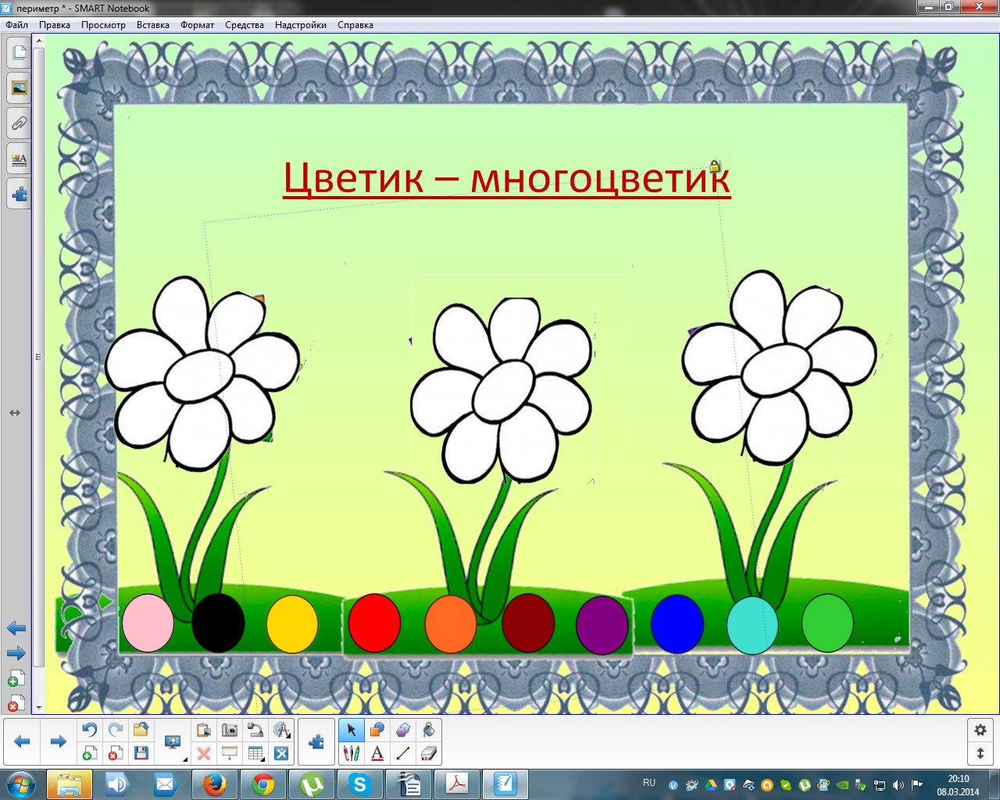 периметр * - SMART Notebook
Файл Правка Просмотр Вставка Формат Средства Надстройки Справка
Цветик – многоцветик
RU
20:10
08.03.2014